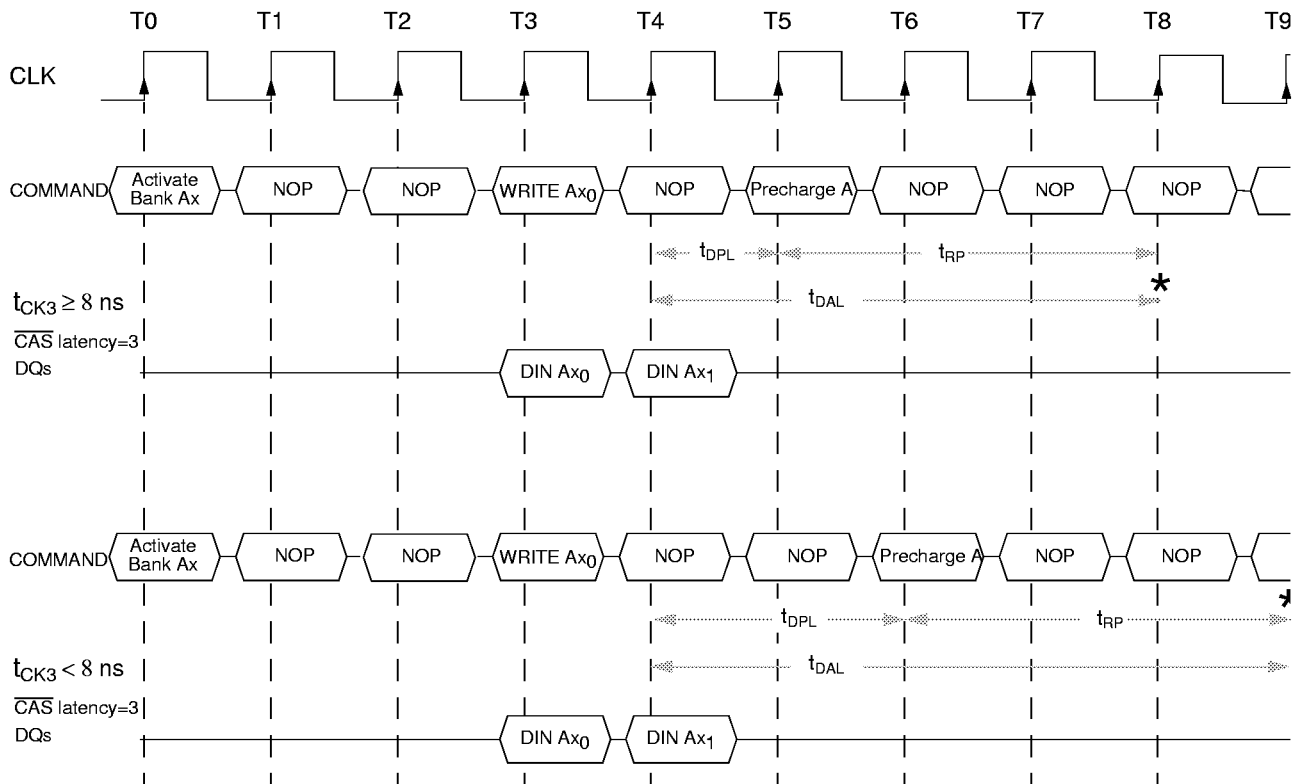 T0 T1 T2 T3 T4 T5 T6 T7 T8 T9
CLK
COMMAND Activate Bank Ax NOP NOP WRITE Ax0 NOP Precharge A NOP NOP NOP
tDPL tRP
*
tCK3 ≥ 8 ns tDAL
CAS latency=3
DQs DIN Ax0 DIN Ax1
COMMAND Activate Bank Ax NOP NOP WRITE Ax0 NOP NOP Precharge A NOP NOP
*
tDPL tRP
tCK3 < 8 ns tDAL
CAS latency=3
DQs DIN Ax0 DIN Ax1